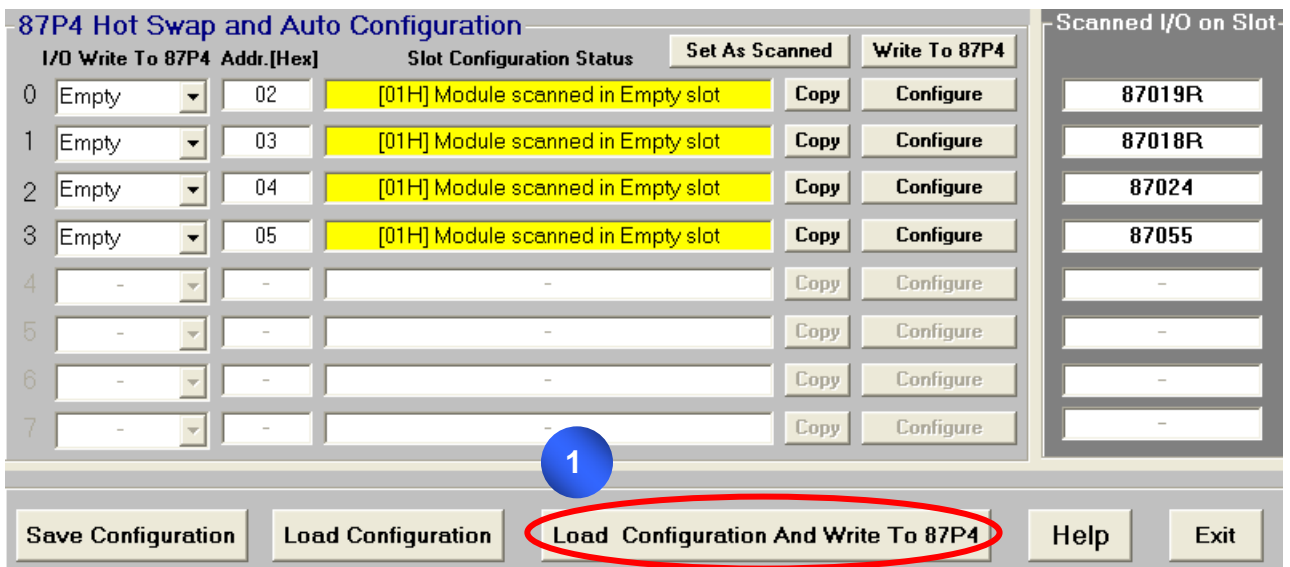 87P4 Hot Swap and Auto Configuration Scanned I/O on Slot
I/O Write To 87P4 Addr.[Hex] Slot Configuration Status Set As Scanned Write To 87P4
0 Empty 02 [01H] Module scanned in Empty slot Copy Configure 87019R
1 Empty 03 [01H] Module scanned in Empty slot Copy Configure 87018R
2 Empty 04 [01H] Module scanned in Empty slot Copy Configure 87024
3 Empty 05 [01H] Module scanned in Empty slot Copy Configure 87055
4 - - - Copy Configure -
5 - - - Copy Configure -
6 - - - Copy Configure -
7 - - - Copy Configure -
1
Save Configuration Load Configuration Load Configuration And Write To 87P4 Help Exit